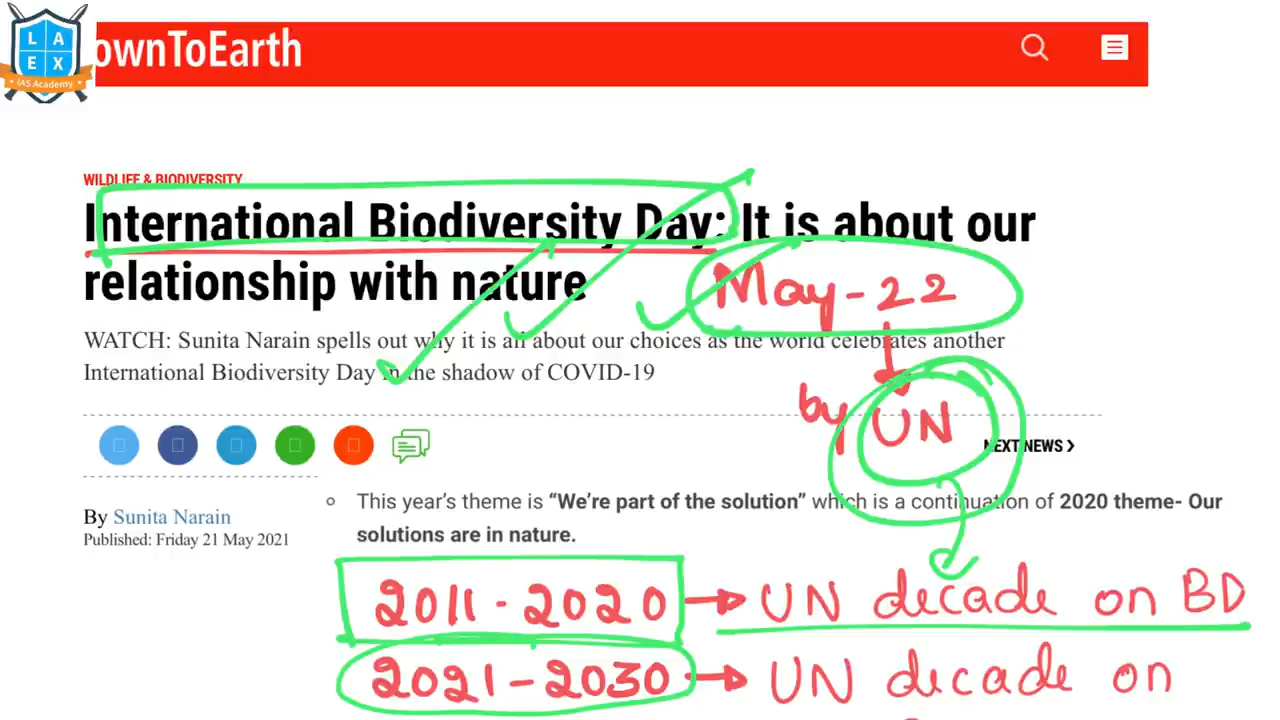 LA
EX
IAS Academy
ownToEarth
WILDLIFE & BIODIVERSITY
International Biodiversity Day: It is about our
relationship with nature
May-22
WATCH: Sunita Narain spells out why it is all about our choices as the world celebrates another
International Biodiversity Day in the shadow of COVID-19
by UN
NEXT NEWS
This year's theme is “We're part of the solution” which is a continuation of 2020 theme- Our
solutions are in nature.
By Sunita Narain
Published: Friday 21 May 2021
2011-2020 → UN decade on BD
2021-2030 → UN decade on